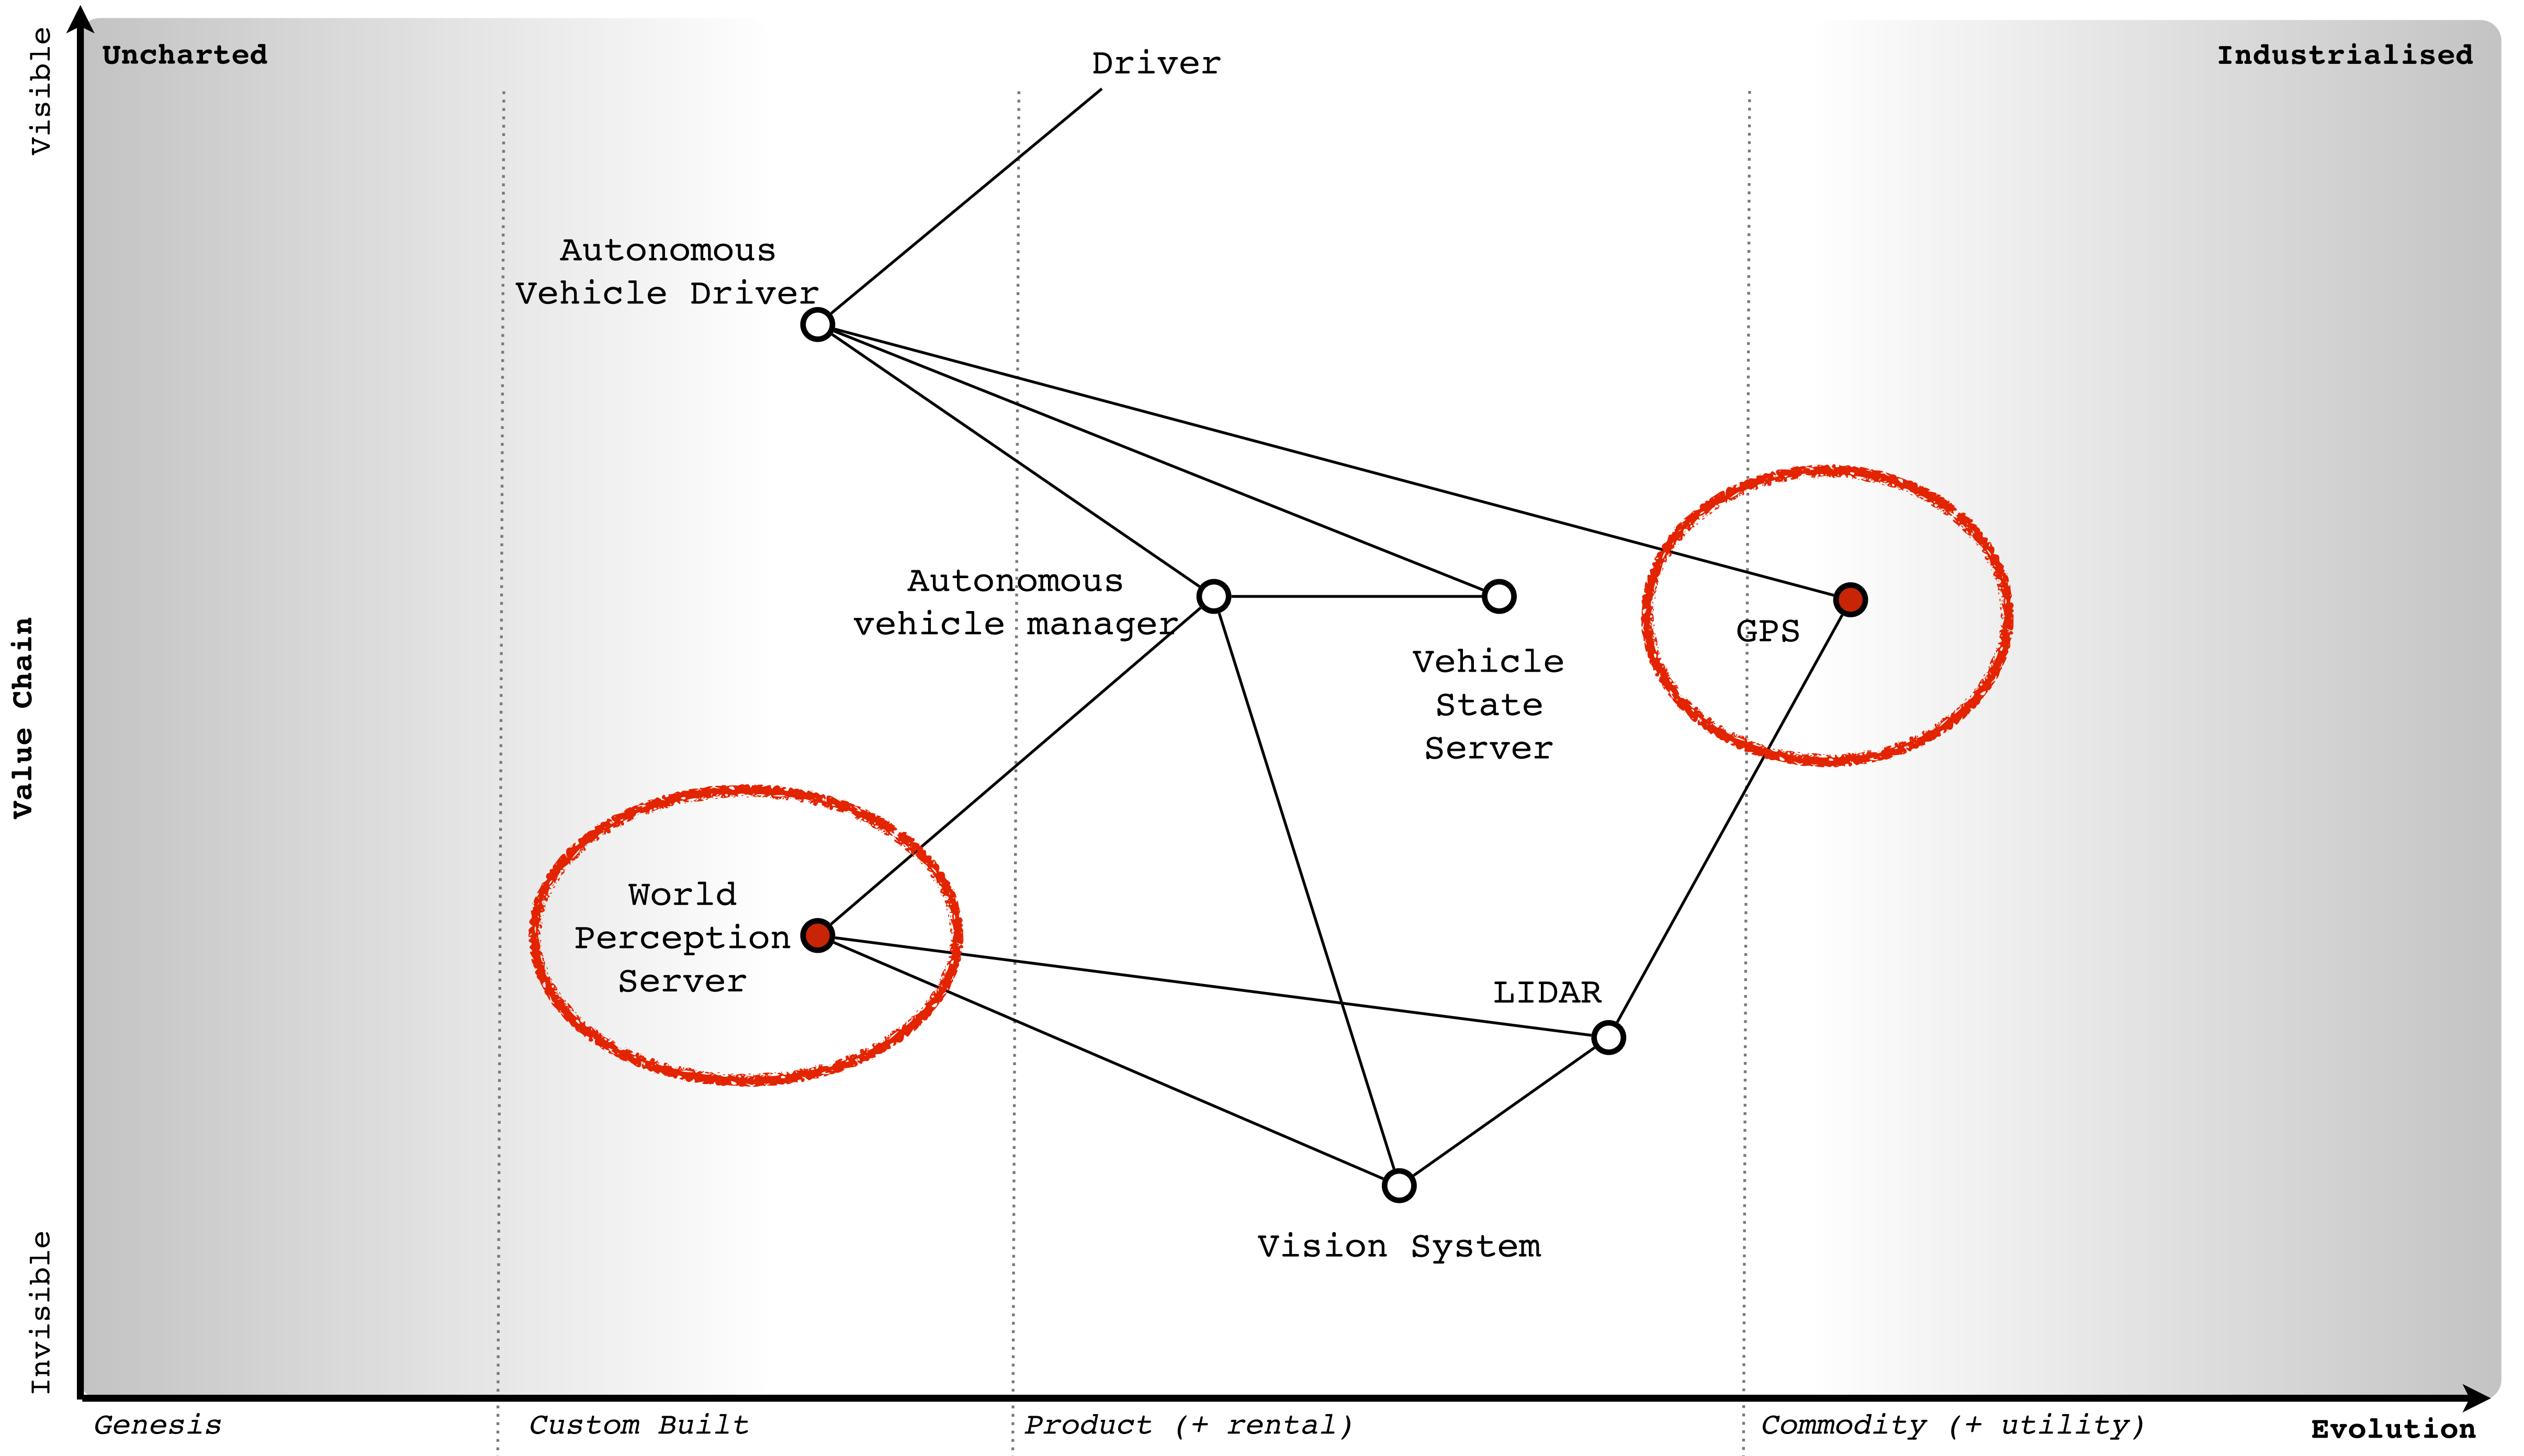 Uncharted
Industrialised
Visible
Driver
Autonomous
Vehicle Driver
Autonomous
vehicle manager
GPS
Vehicle
State
Server
Value Chain
World
Perception
Server
LIDAR
Vision System
Invisible
Genesis
Custom Built
Product (+ rental)
Commodity (+ utility)
Evolution